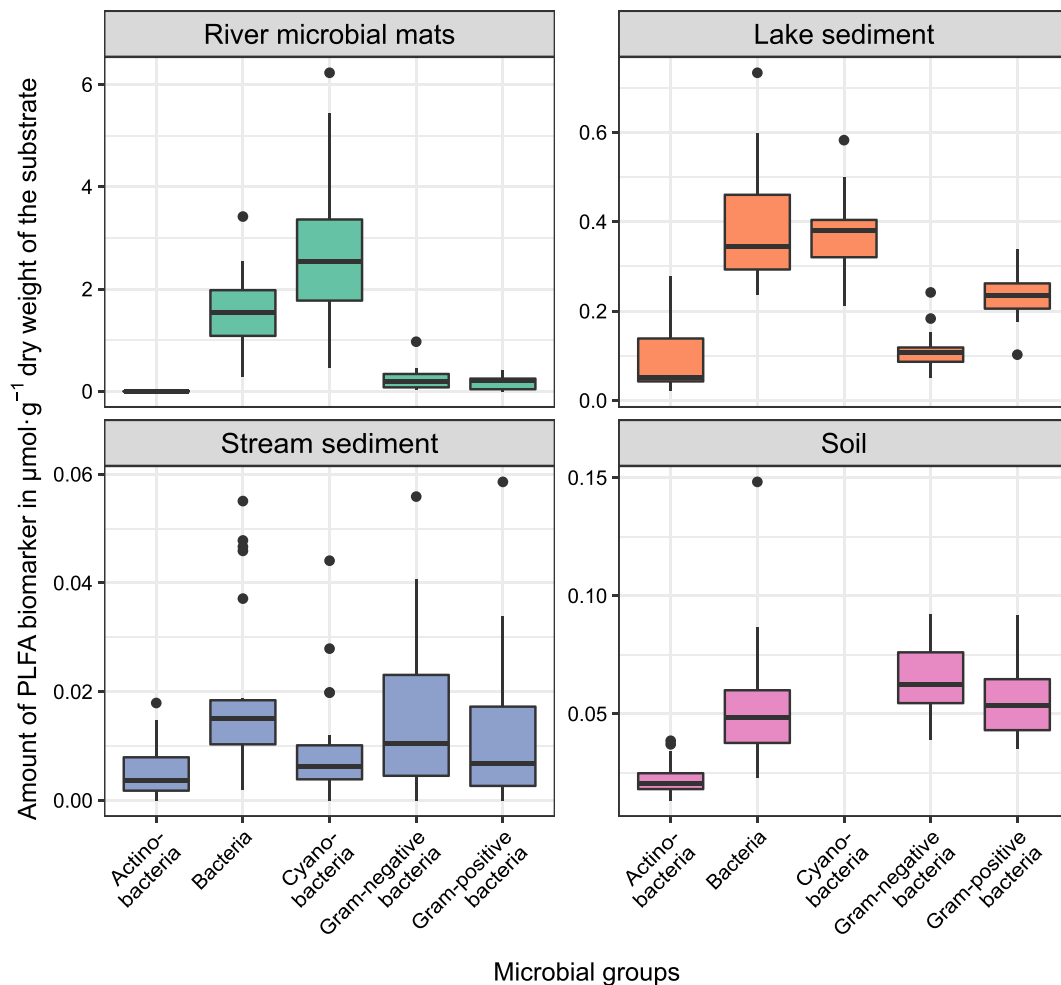 River microbial mats
Lake sediment
6
4
2
0
0.6
0.4
0.2
0.0
Stream sediment
Soil
0.06
0.04
0.02
0.00
0.15
0.10
0.05
Actino-
bacteria
Bacteria
Cyano-
bacteria
Gram-negative
bacteria
Gram-positive
bacteria
Actino-
bacteria
Bacteria
Cyano-
bacteria
Gram-negative
bacteria
Gram-positive
bacteria
Microbial groups
Amount of PLFA biomarker in μmol·g⁻¹ dry weight of the substrate